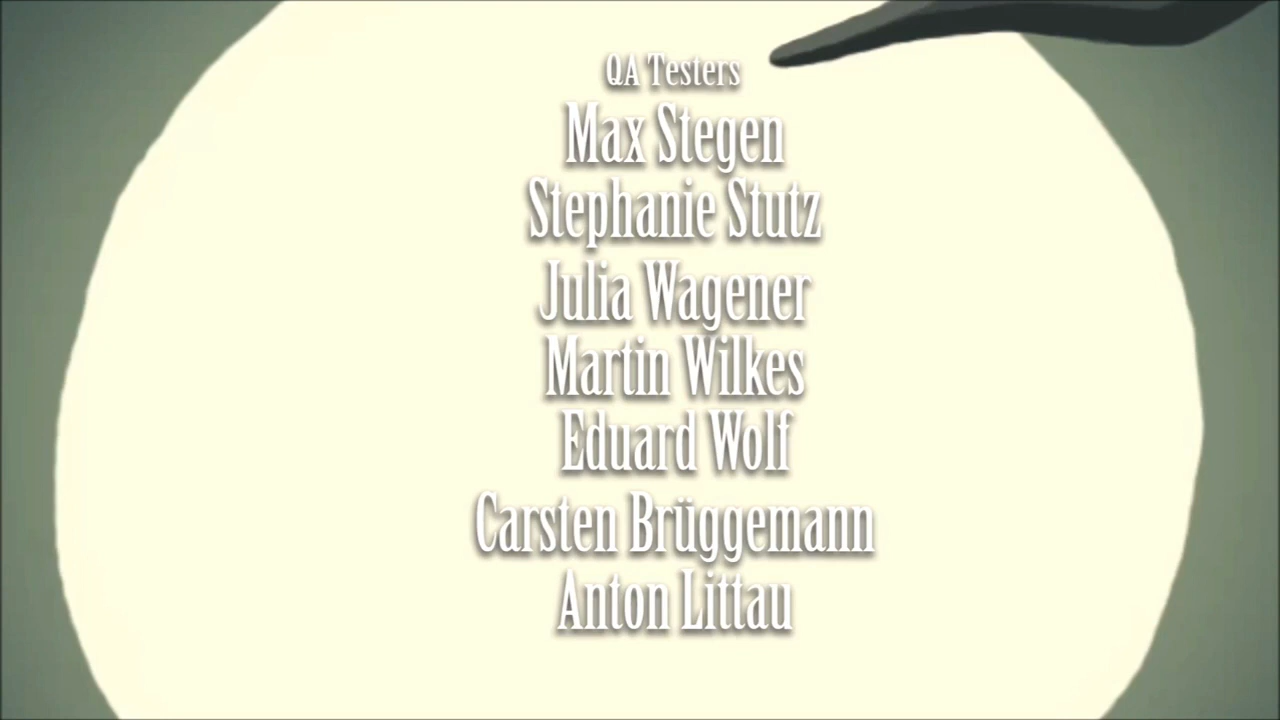 QA Testers
Max Stegen
Stephanie Stutz
Julia Wagener
Martin Wilkes
Eduard Wolf
Carsten Brüggemann
Anton Littau